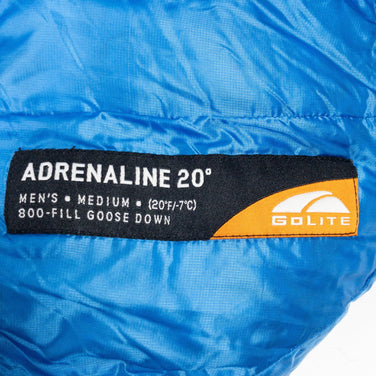 ADRENALINE 20°
MEN'S • MEDIUM • (20°F/-7°C)
800-FILL GOOSE DOWN
GOLITE